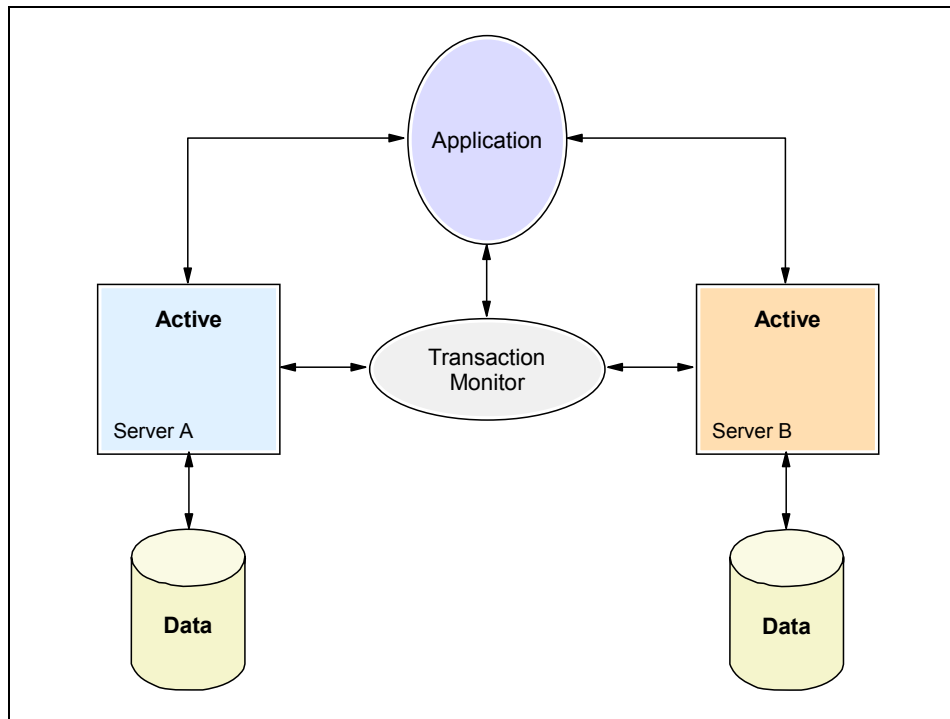 Application
Active
Active
Transaction
Monitor
Server A
Server B
Data
Data